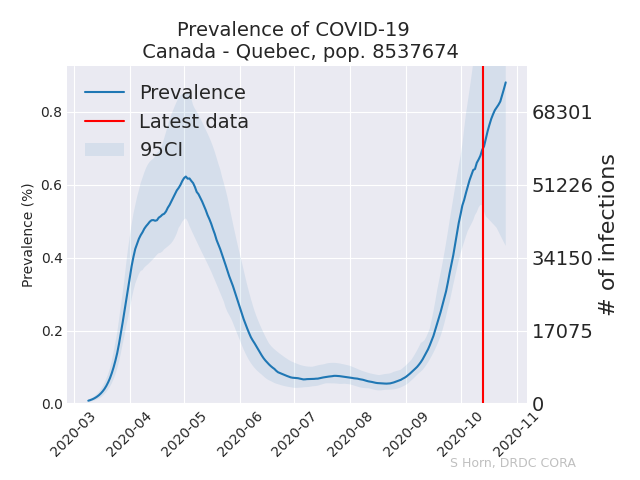 Prevalence of COVID-19
Canada - Quebec, pop. 8537674
Prevalence
Latest data
95CI
Prevalence (%)
0.8
0.6
0.4
0.2
0.0
68301
51226
34150
17075
0
# of infections
2020-03
2020-04
2020-05
2020-06
2020-07
2020-08
2020-09
2020-10
2020-11
S Horn, DRDC CORA